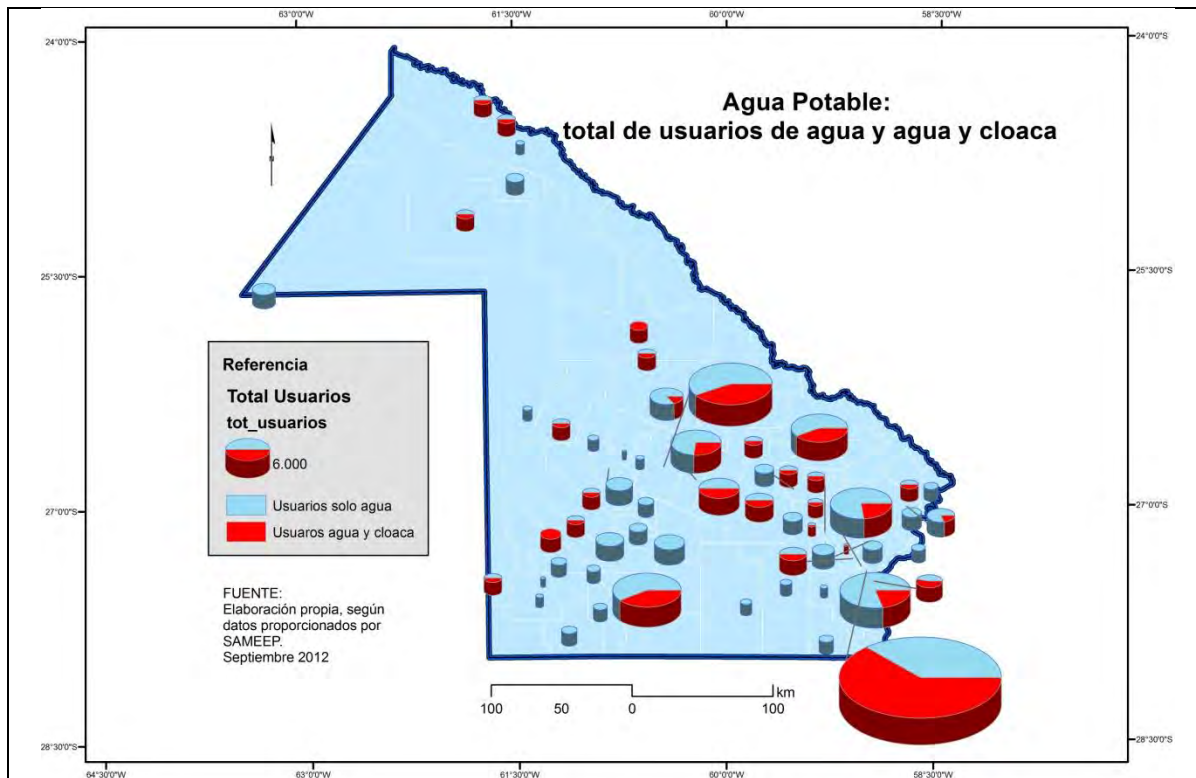 63°0'0"W 61°30'0"W 60°0'0"W 58°30'0"W
24°0'0"S 24°0'0"S
Agua Potable:
total de usuarios de agua y agua y cloaca
N
25°30'0"S 25°30'0"S
Referencia
Total Usuarios
tot_usuarios
6.000
Usuarios solo agua
Usuaros agua y cloaca
27°0'0"S 27°0'0"S
FUENTE:
Elaboración propia, según
datos proporcionados por
SAMEEP.
Septiembre 2012
km
100 50 0 100
28°30'0"S 28°30'0"S
64°30'0"W 63°0'0"W 61°30'0"W 60°0'0"W 58°30'0"W